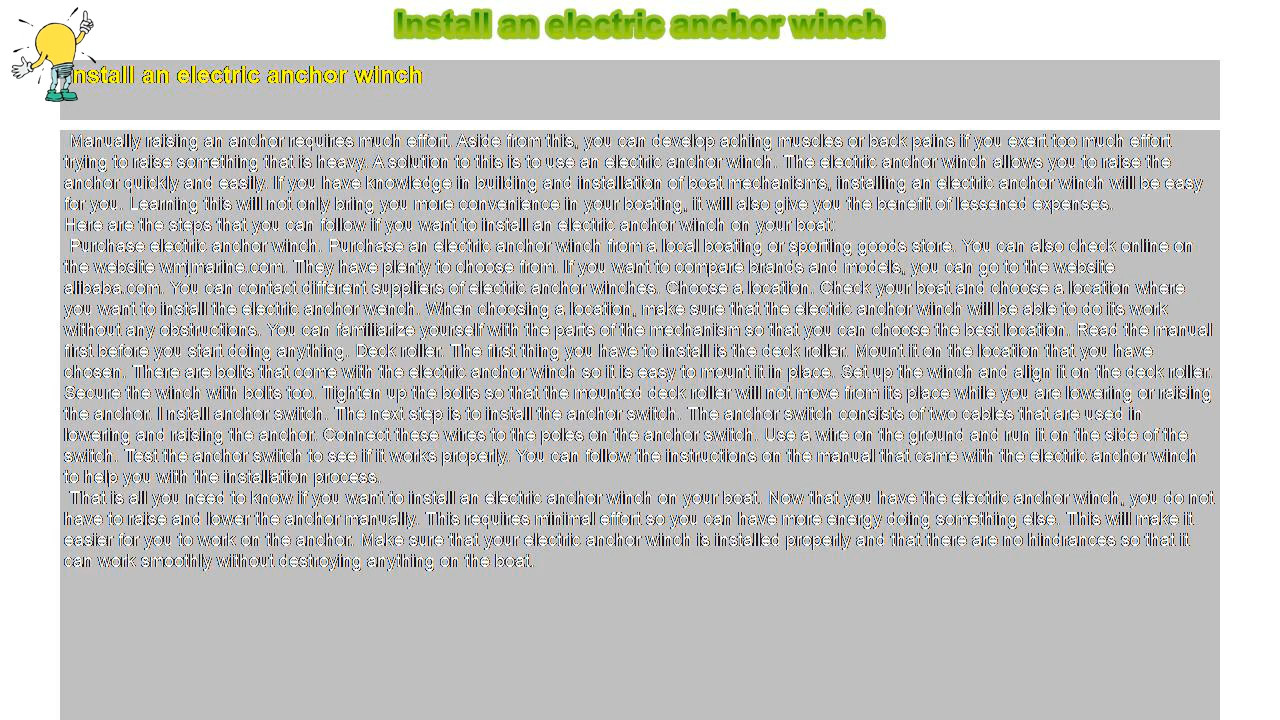 Install an electric anchor winch
Install an electric anchor winch
Manually raising an anchor requires much effort. Aside from this, you can develop aching muscles or back pains if you exert too much effort
trying to raise something that is heavy. A solution to this is to use an electric anchor winch. The electric anchor winch allows you to raise the
anchor quickly and easily. If you have knowledge in building and installation of boat mechanisms, installing an electric anchor winch will be easy
for you. Learning this will not only bring you more convenience in your boating, it will also give you the benefit of lessened expenses.
Here are the steps that you can follow if you want to install an electric anchor winch on your boat:
Purchase electric anchor winch. Purchase an electric anchor winch from a local boating or sporting goods store. You can also check online on
the website wmjmarine.com. They have plenty to choose from. If you want to compare brands and models, you can go to the website
alibaba.com. You can contact different suppliers of electric anchor winches. Choose a location. Check your boat and choose a location where
you want to install the electric anchor wench. When choosing a location, make sure that the electric anchor winch will be able to do its work
without any obstructions. You can familiarize yourself with the parts of the mechanism so that you can choose the best location. Read the manual
first before you start doing anything. Deck roller. The first thing you have to install is the deck roller. Mount it on the location that you have
chosen. There are bolts that come with the electric anchor winch so it is easy to mount it in place. Set up the winch and align it on the deck roller.
Secure the winch with bolts too. Tighten up the bolts so that the mounted deck roller will not move from its place while you are lowering or raising
the anchor. Install anchor switch. The next step is to install the anchor switch. The anchor switch consists of two cables that are used in
lowering and raising the anchor. Connect these wires to the poles on the anchor switch. Use a wire on the ground and run it on the side of the
switch. Test the anchor switch to see if it works properly. You can follow the instructions on the manual that came with the electric anchor winch
to help you with the installation process.
That is all you need to know if you want to install an electric anchor winch on your boat. Now that you have the electric anchor winch, you do not
have to raise and lower the anchor manually. This requires minimal effort so you can have more energy doing something else. This will make it
easier for you to work on the anchor. Make sure that your electric anchor winch is installed properly and that there are no hindrances so that it
can work smoothly without destroying anything on the boat.